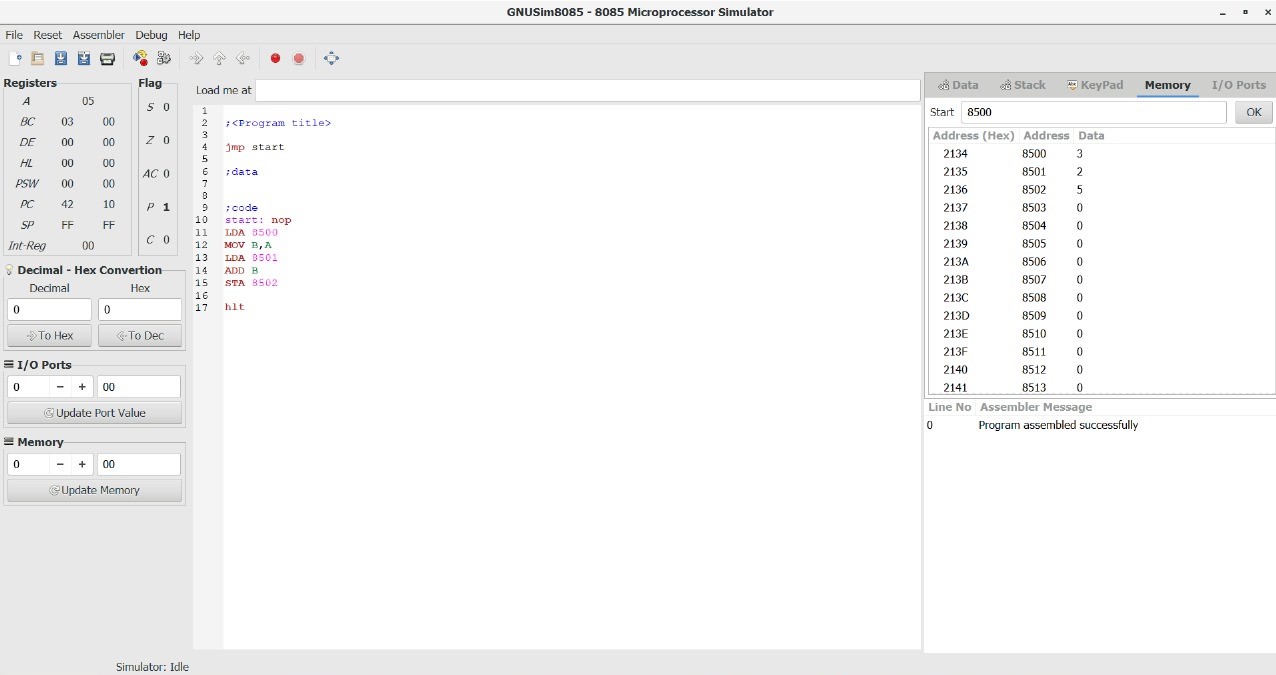 GNUSim8085 - 8085 Microprocessor Simulator
File Reset Assembler Debug Help
Registers
A 05
BC 03 00
DE 00 00
HL 00 00
PSW 00 00
PC 42 10
SP FF FF
Int-Reg 00
Flag
S 0
Z 0
AC 0
P 1
C 0
Decimal - Hex Convertion
Decimal Hex
0 0
To Hex To Dec
I/O Ports
0 - + 00
Update Port Value
Memory
0 - + 00
Update Memory
Load me at
1
2 ;<Program title>
3
4 jmp start
5
6 ;data
7
8
9 ;code
10 start: nop
11 LDA 8500
12 MOV B,A
13 LDA 8501
14 ADD B
15 STA 8502
16
17 hlt
Data Stack KeyPad Memory I/O Ports
Start 8500 OK
Address (Hex) Address Data
2134 8500 3
2135 8501 2
2136 8502 5
2137 8503 0
2138 8504 0
2139 8505 0
213A 8506 0
213B 8507 0
213C 8508 0
213D 8509 0
213E 8510 0
213F 8511 0
2140 8512 0
2141 8513 0
Line No Assembler Message
0 Program assembled successfully
Simulator: Idle